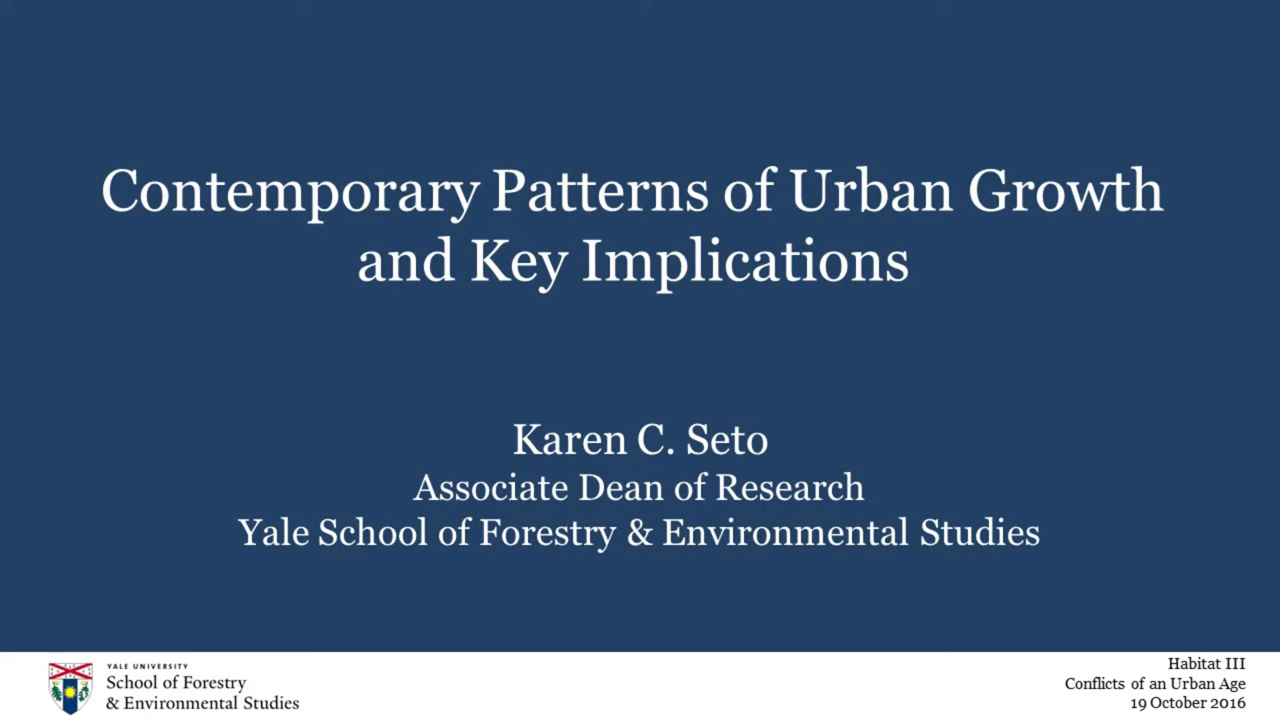 Contemporary Patterns of Urban Growth
and Key Implications
Karen C. Seto
Associate Dean of Research
Yale School of Forestry & Environmental Studies
YALE UNIVERSITY
School of Forestry
& Environmental Studies
Habitat III
Conflicts of an Urban Age
19 October 2016